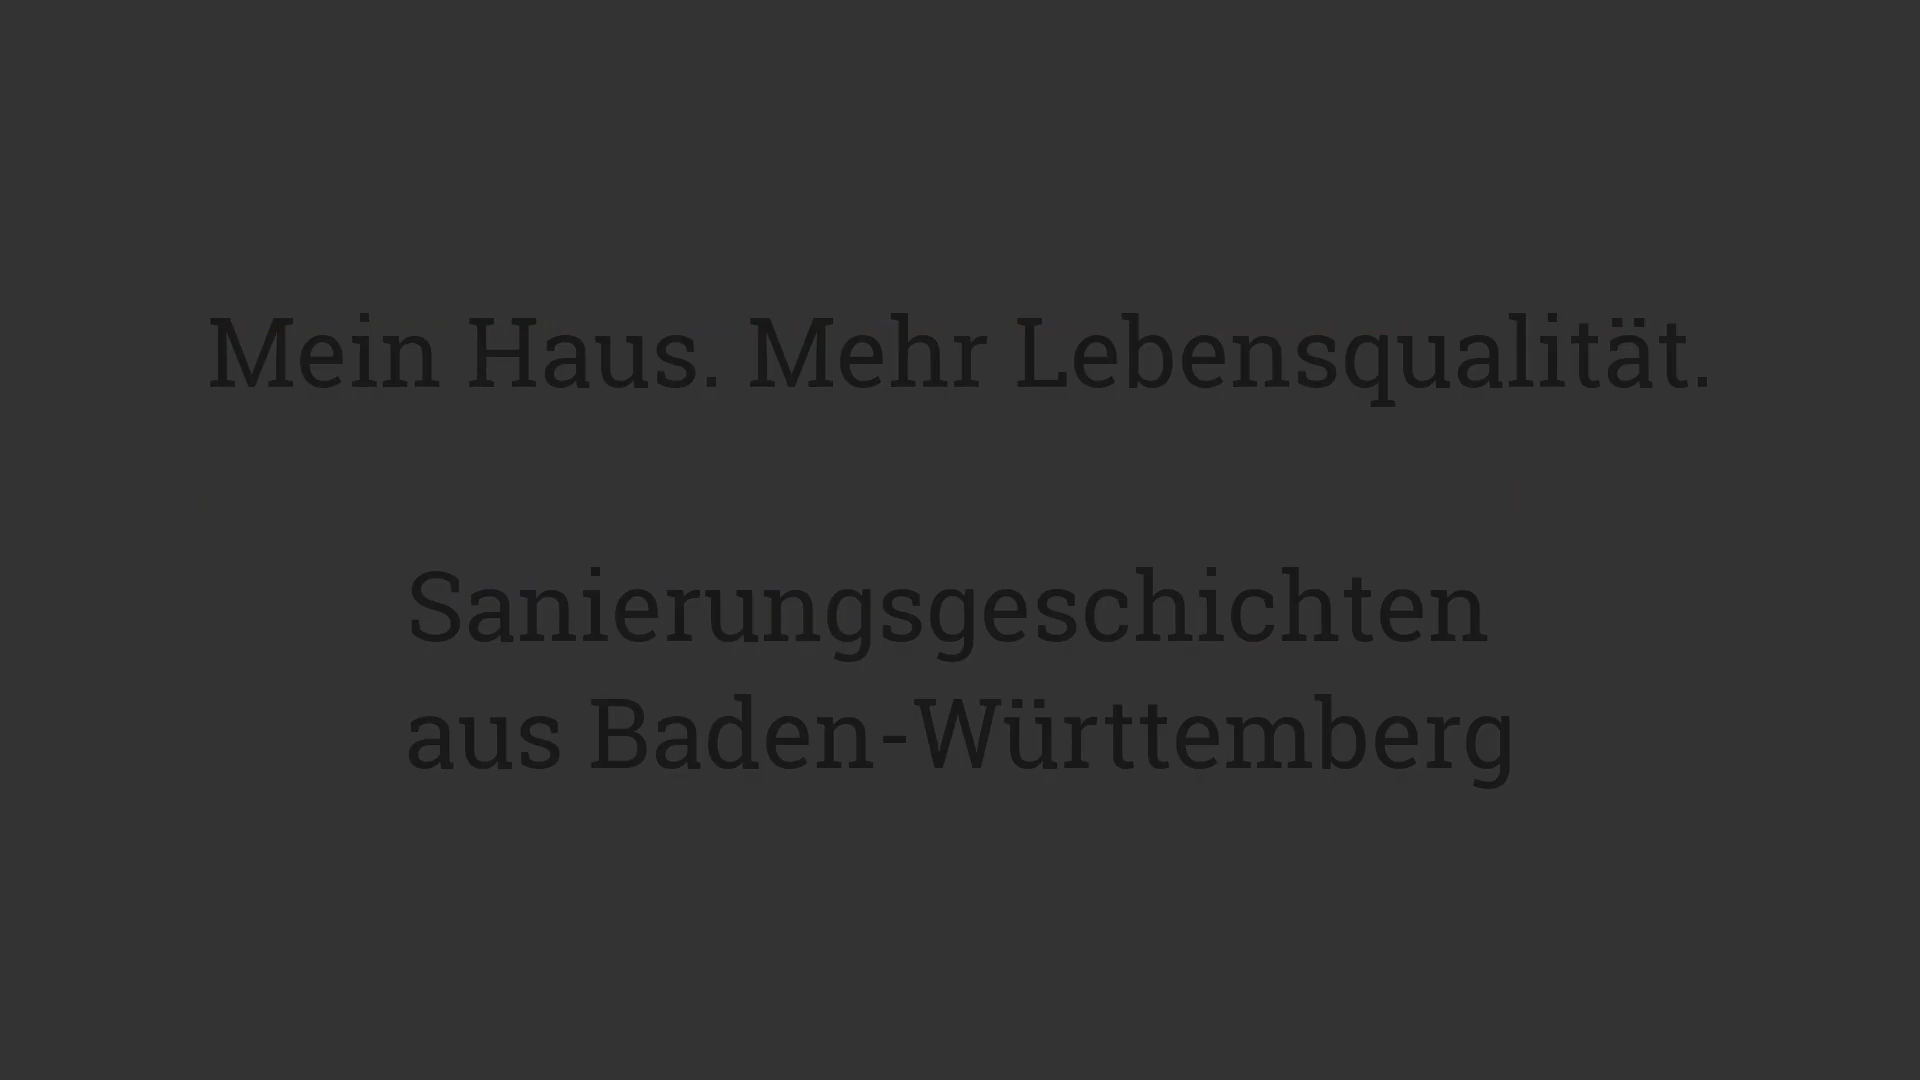 Mein Haus. Mehr Lebensqualität.
Sanierungsgeschichten
aus Baden-Württemberg